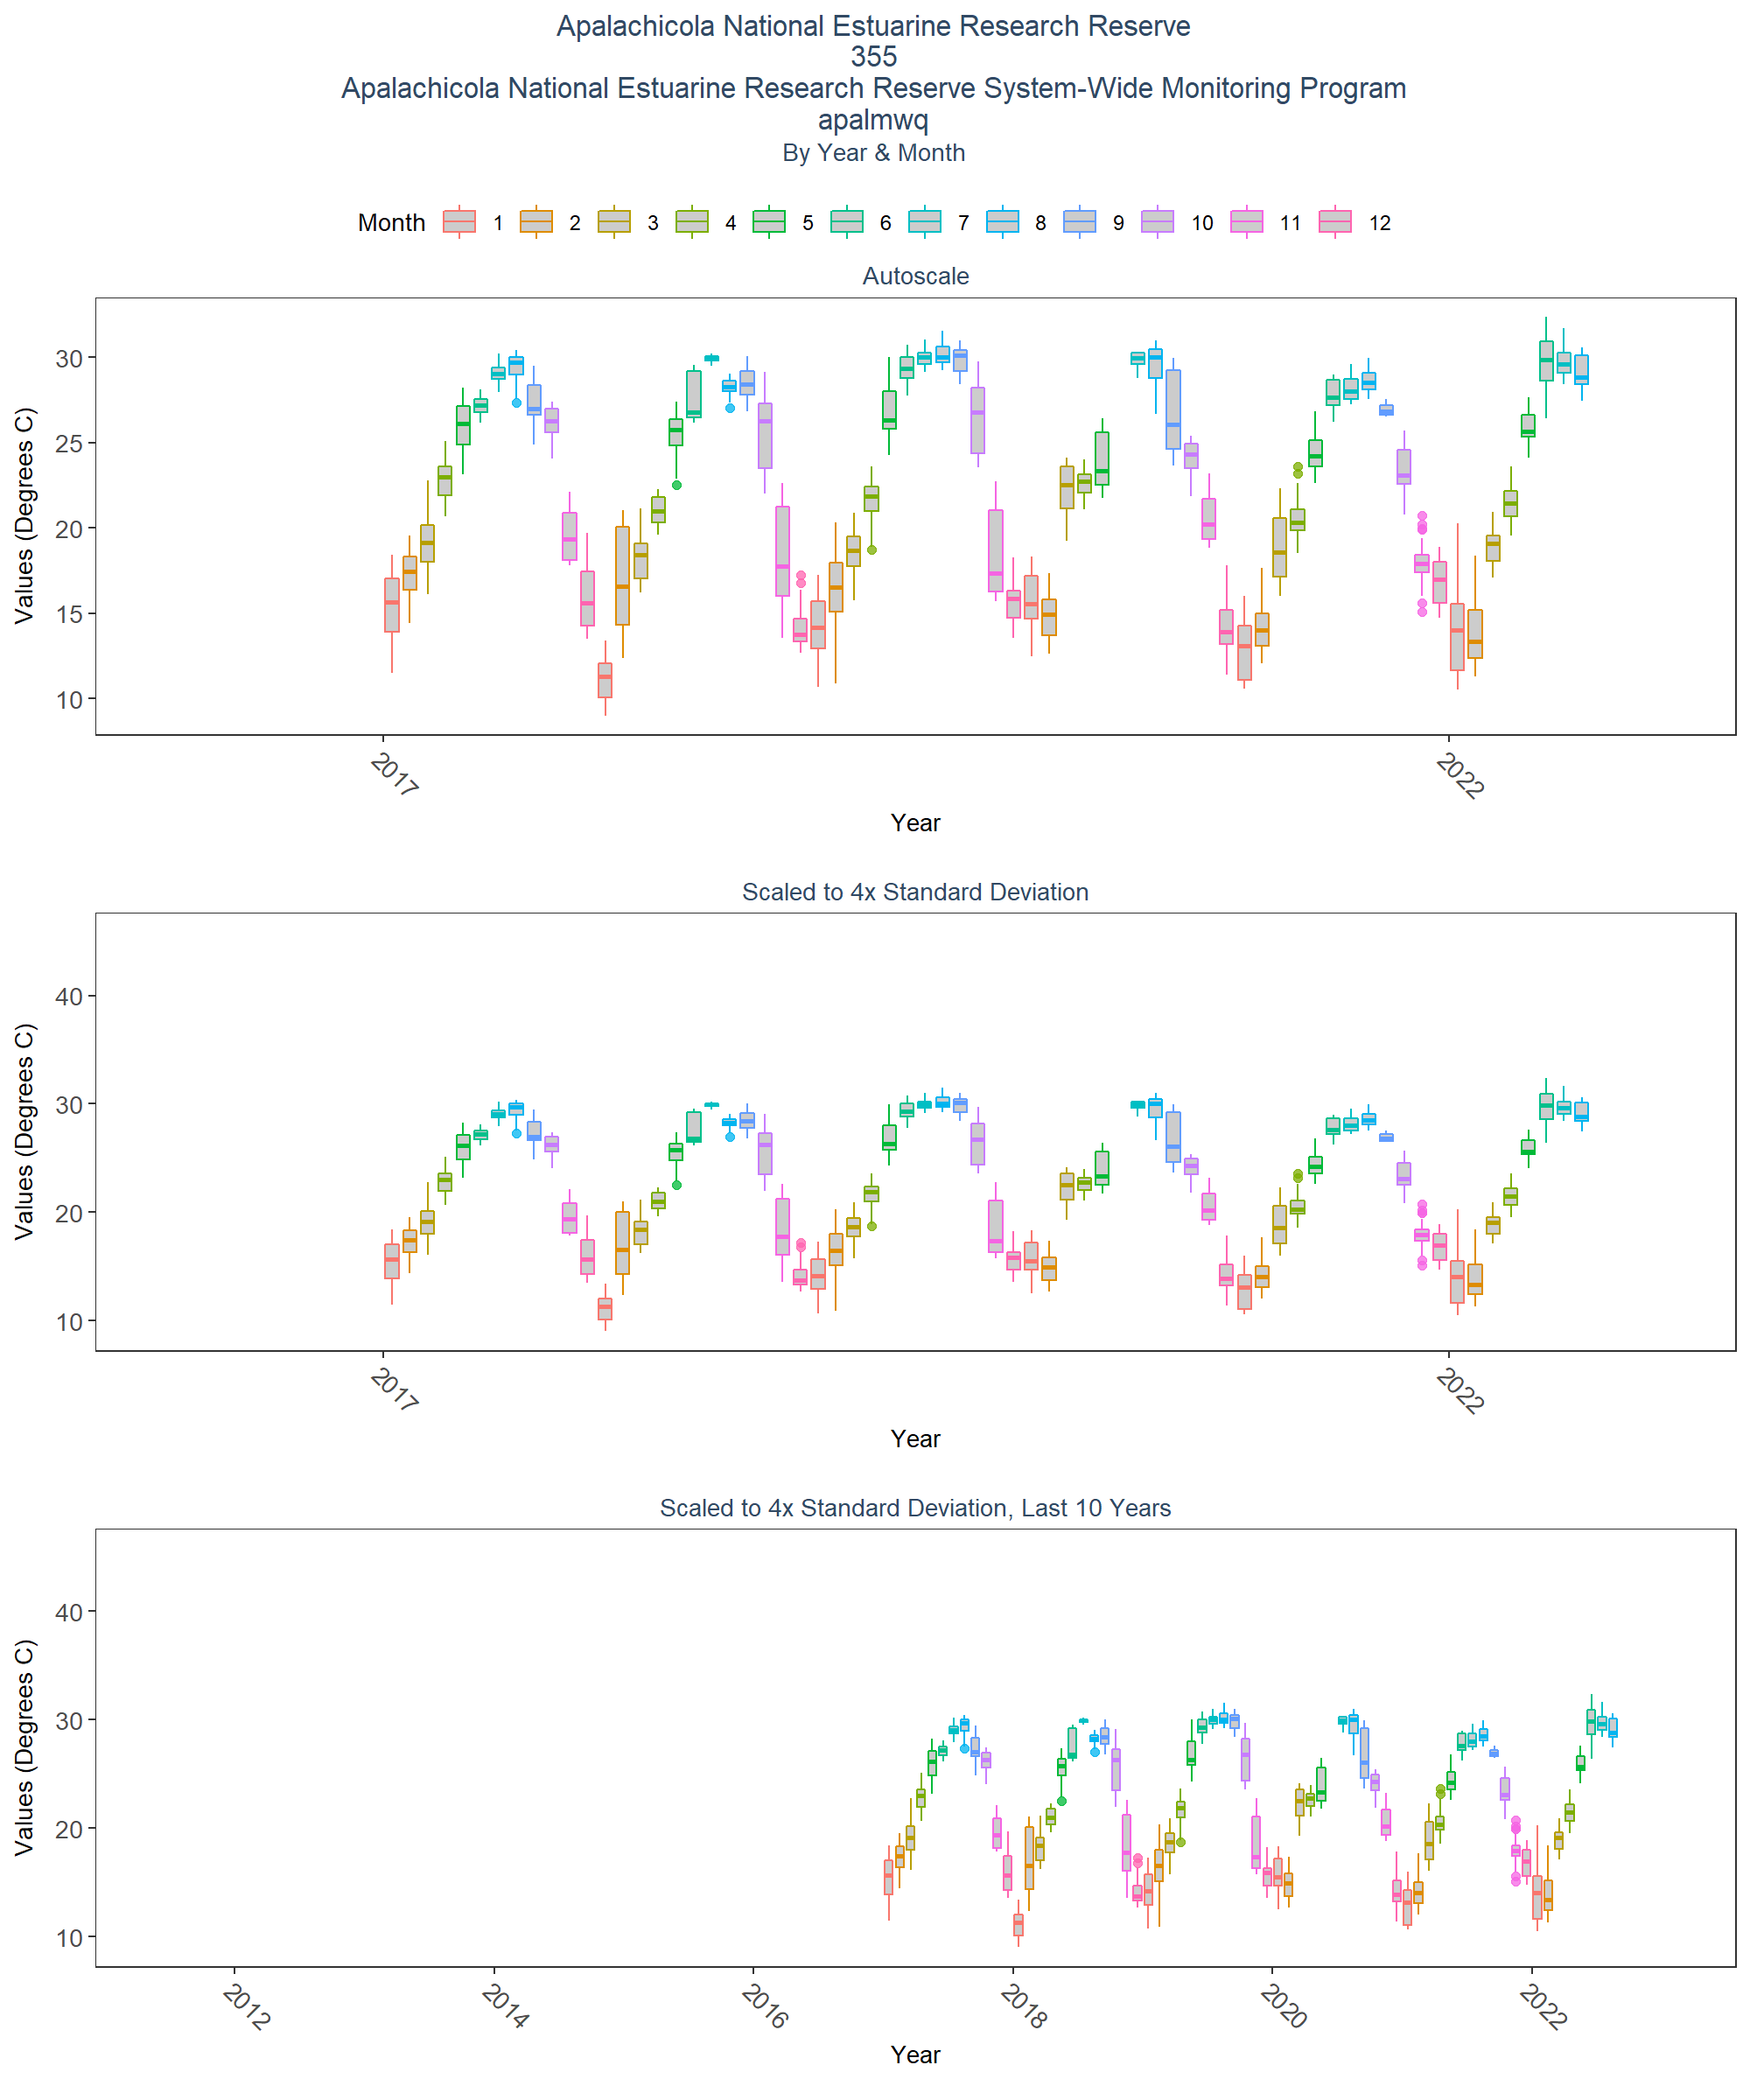 Apalachicola National Estuarine Research Reserve
355
Apalachicola National Estuarine Research Reserve System-Wide Monitoring Program
apalmwq
By Year & Month
Month 1 2 3 4 5 6 7 8 9 10 11 12
Autoscale
Values (Degrees C)
30
25
20
15
10
2017 2022
Year
Scaled to 4x Standard Deviation
Values (Degrees C)
40
30
20
10
2017 2022
Year
Scaled to 4x Standard Deviation, Last 10 Years
Values (Degrees C)
40
30
20
10
2012 2014 2016 2018 2020 2022
Year